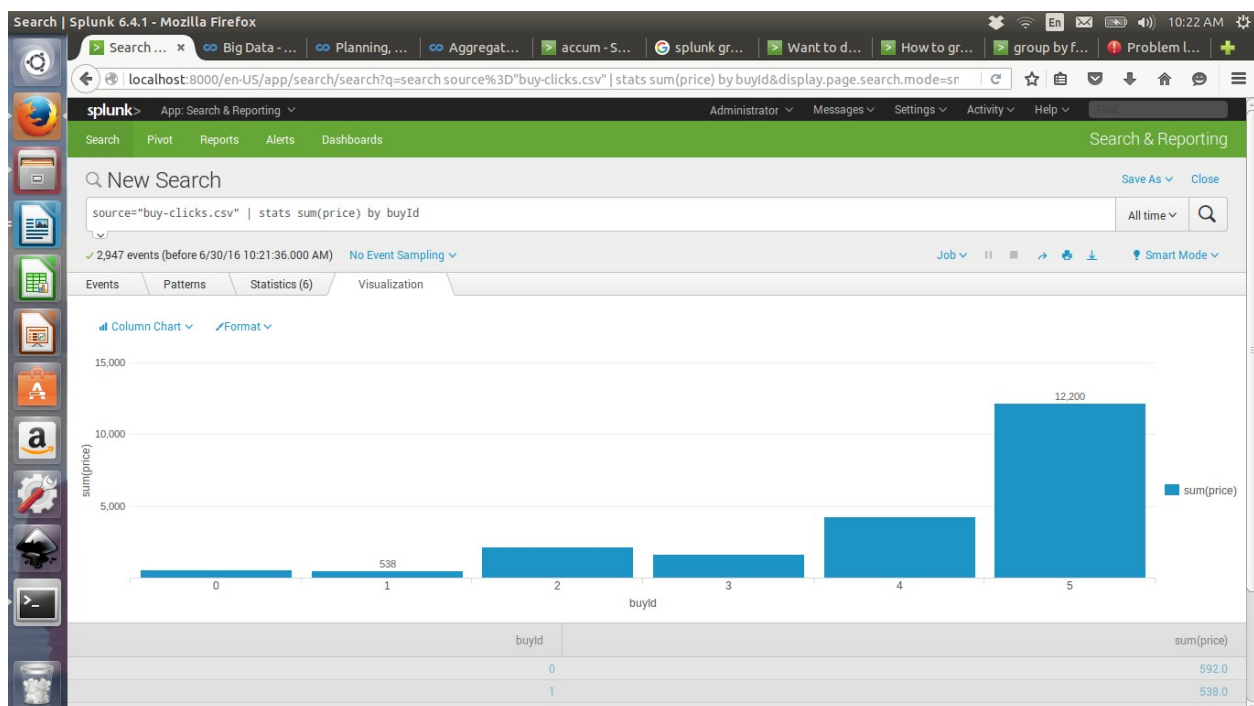 Search | Splunk 6.4.1 - Mozilla Firefox En 10:22 AM
Search ... × Big Data - ... Planning, ... Aggregat... accum - S... splunk gr... Want to d... How to gr... group by f... Problem l...
localhost:8000/en-US/app/search/search?q=search source%3D"buy-clicks.csv" | stats sum(price) by buyId&display.page.search.mode=sm
splunk> App: Search & Reporting Administrator Messages Settings Activity Help Find
Search Pivot Reports Alerts Dashboards Search & Reporting
New Search Save As Close
source="buy-clicks.csv" | stats sum(price) by buyId All time
2,947 events (before 6/30/16 10:21:36.000 AM) No Event Sampling Job Smart Mode
Events Patterns Statistics (6) Visualization
Column Chart Format
15,000
12,200
10,000
sum(price)
sum(price)
5,000
538
0 1 2 3 4 5
buyId
buyId sum(price)
0 592.0
1 538.0